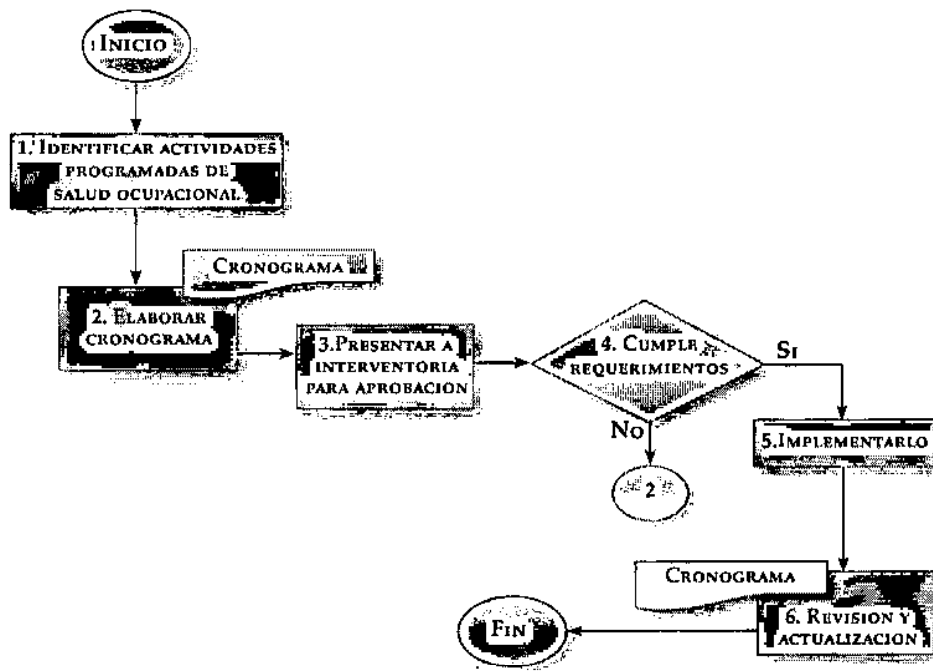 INICIO
1. IDENTIFICAR ACTIVIDADES
PROGRAMADAS DE
SALUD OCUPACIONAL
CRONOGRAMA
2. ELABORAR
CRONOGRAMA
3.PRESENTAR A
INTERVENTORIA
PARA APROBACION
4. CUMPLE
REQUERIMIENTOS
SI
NO
2
5.IMPLEMENTARLO
CRONOGRAMA
6. REVISION Y
ACTUALIZACION
FIN